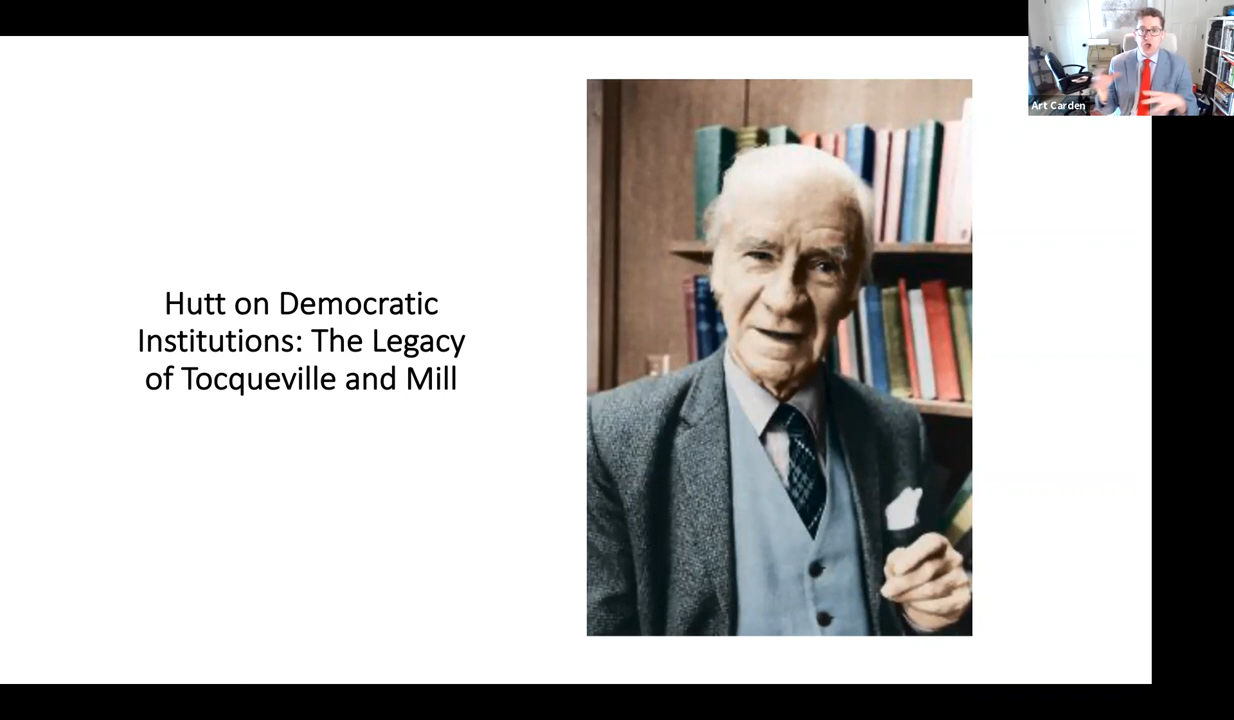 Art Carden
Hutt on Democratic
Institutions: The Legacy
of Tocqueville and Mill